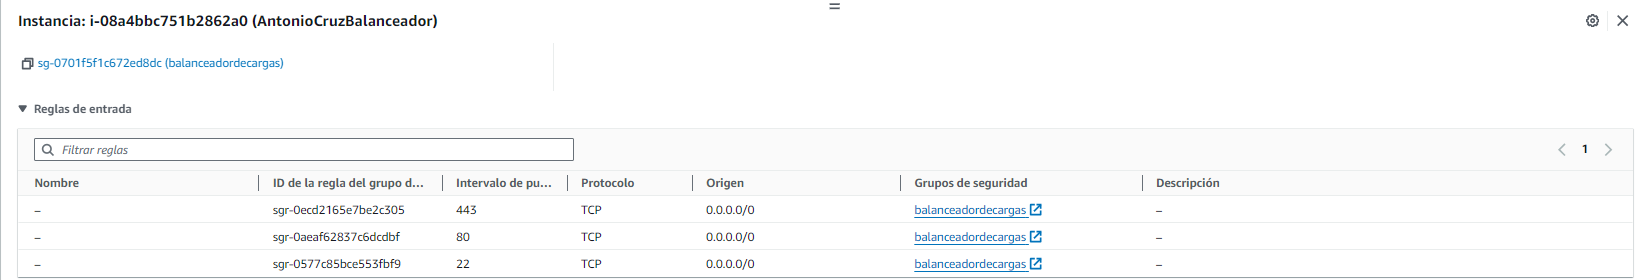 Instancia: i-08a4bbc751b2862a0 (AntonioCruzBalanceador)
sg-0701f5f1c672ed8dc (balanceadordecargas)
Reglas de entrada
Filtrar reglas
1
Nombre ID de la regla del grupo d... Intervalo de pu... Protocolo Origen Grupos de seguridad Descripción
– sgr-0ecd2165e7be2c305 443 TCP 0.0.0.0/0 balanceadordecargas –
– sgr-0aeaf62837c6dcdbf 80 TCP 0.0.0.0/0 balanceadordecargas –
– sgr-0577c85bce553fbf9 22 TCP 0.0.0.0/0 balanceadordecargas –